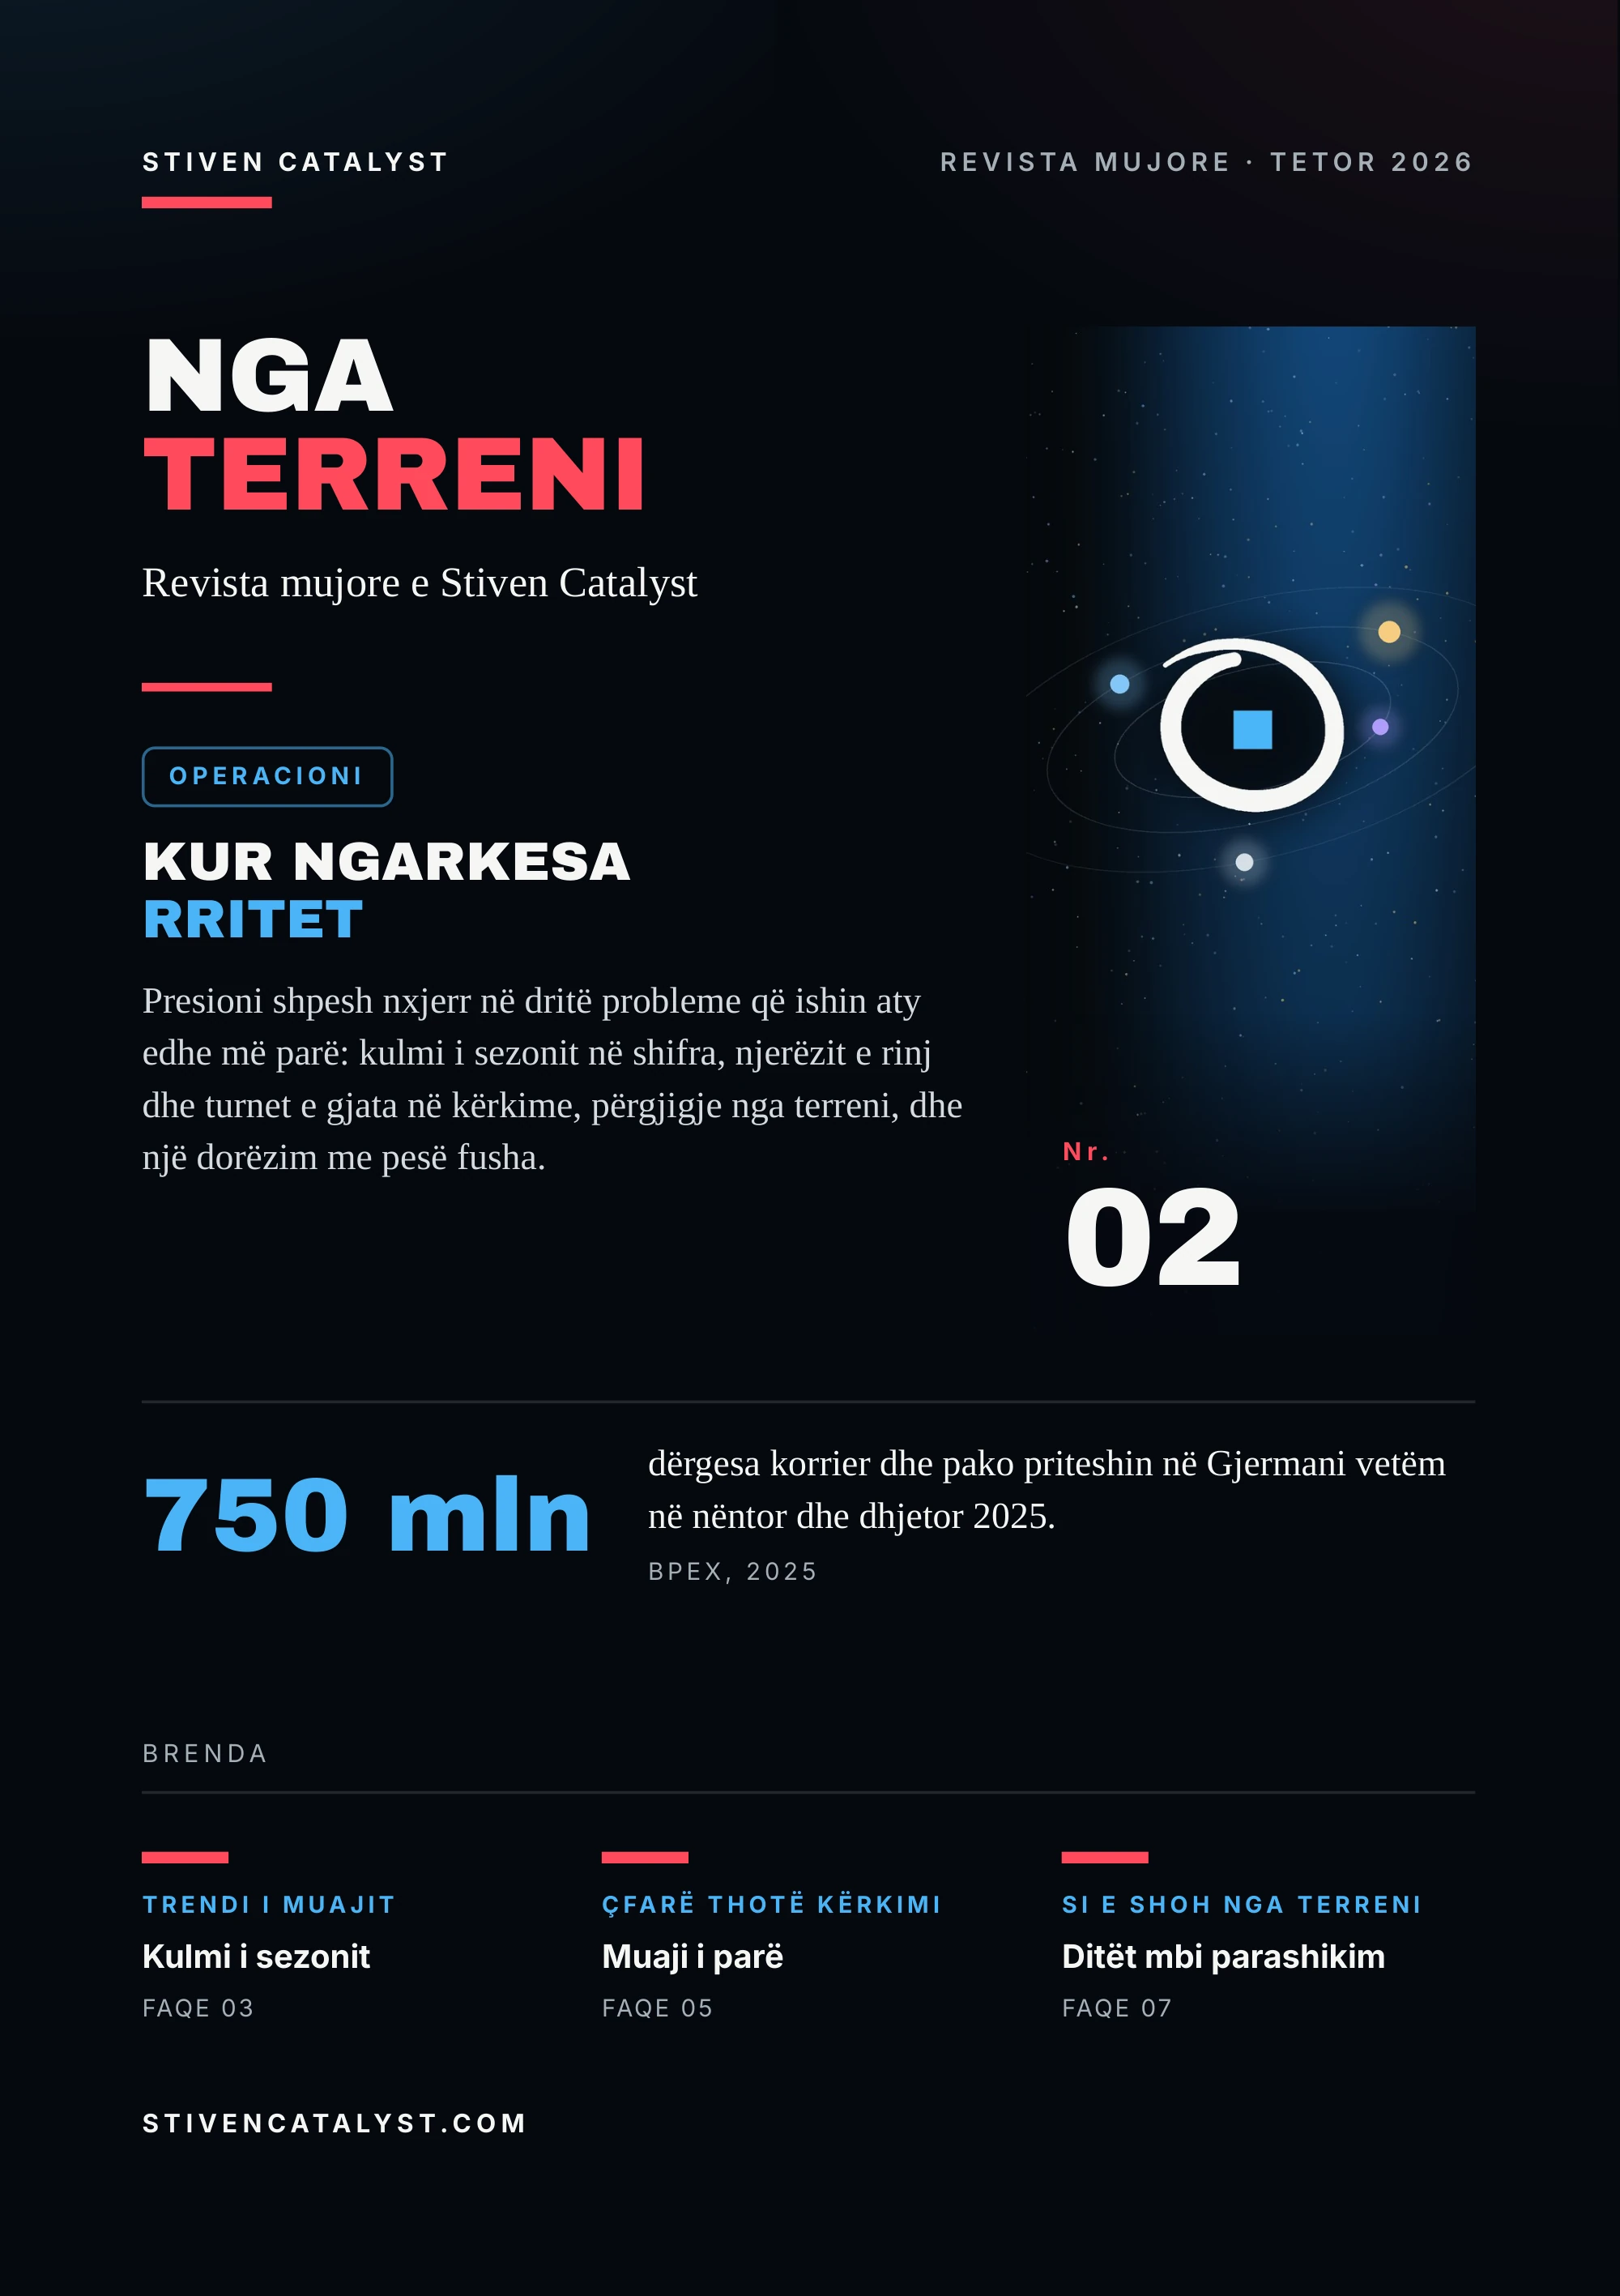 STIVEN CATALYST
REVISTA MUJORE · TETOR 2026
NGA
TERRENI
Revista mujore e Stiven Catalyst
OPERACIONI
KUR NGARKESA
RRITET
Presioni shpesh nxjerr në dritë probleme që ishin aty
edhe më parë: kulmi i sezonit në shifra, njerëzit e rinj
dhe turnet e gjata në kërkime, përgjigje nga terreni, dhe
një dorëzim me pesë fusha.
Nr.
02
750 mln
dërgesa korrier dhe pako priteshin në Gjermani vetëm
në nëntor dhe dhjetor 2025.
BPEX, 2025
BRENDA
TRENDI I MUAJIT
Kulmi i sezonit
FAQE 03
ÇFARË THOTË KËRKIMI
Muaji i parë
FAQE 05
SI E SHOH NGA TERRENI
Ditët mbi parashikim
FAQE 07
STIVENCATALYST.COM